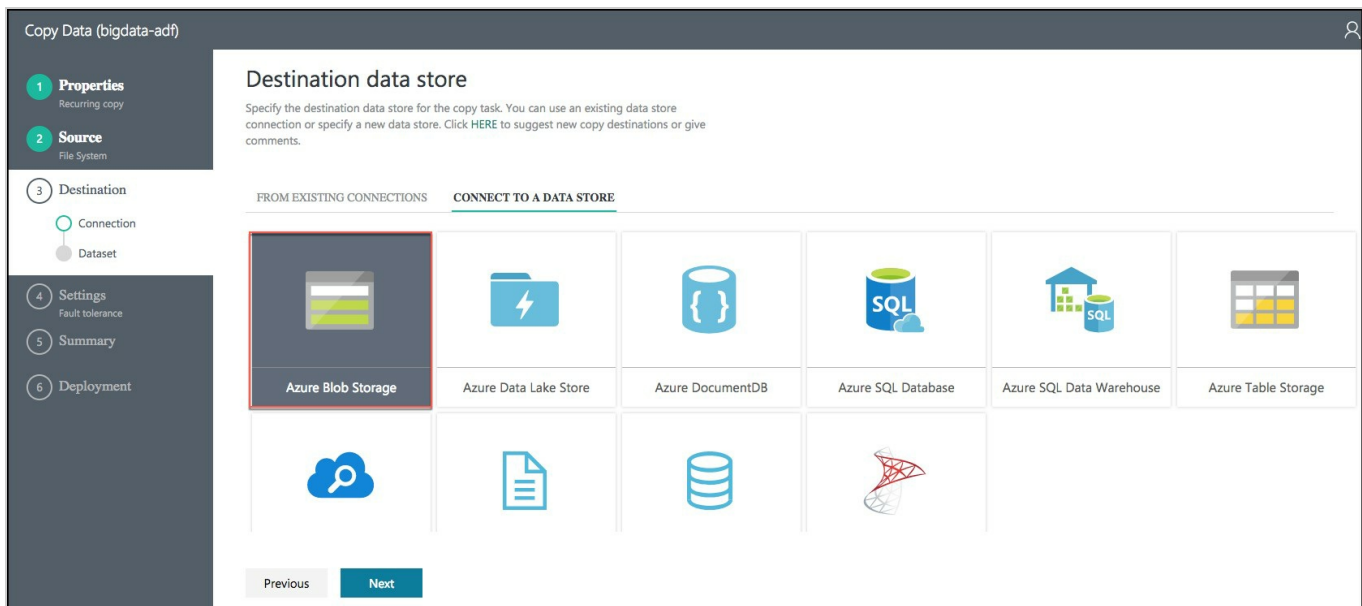 Copy Data (bigdata-adf)
1 Properties
Recurring copy
2 Source
File System
3 Destination
Connection
Dataset
4 Settings
Fault tolerance
5 Summary
6 Deployment
Destination data store
Specify the destination data store for the copy task. You can use an existing data store
connection or specify a new data store. Click HERE to suggest new copy destinations or give
comments.
FROM EXISTING CONNECTIONS CONNECT TO A DATA STORE
Azure Blob Storage
Azure Data Lake Store
{ }
Azure DocumentDB
SQL
Azure SQL Database
SQL
Azure SQL Data Warehouse
Azure Table Storage
Previous Next